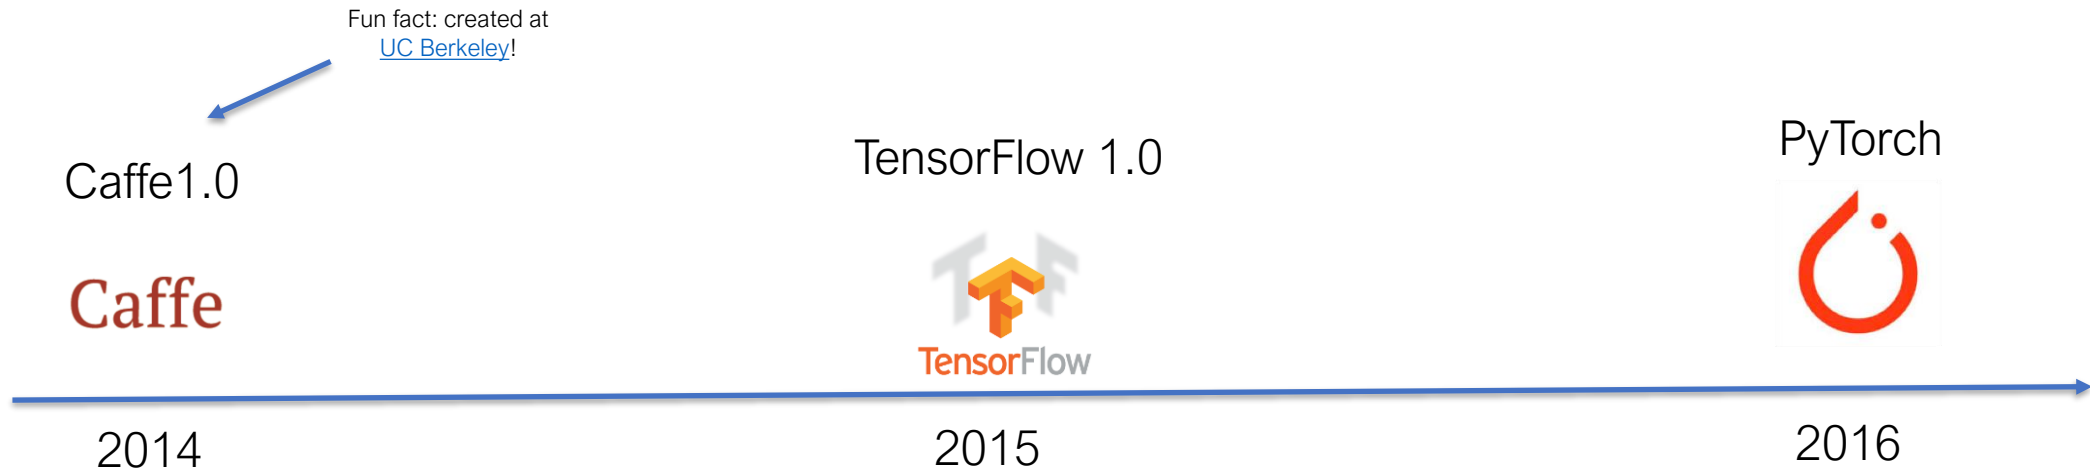 Fun fact: created at
UC Berkeley!
Caffe1.0
TensorFlow 1.0
PyTorch
Caffe
TensorFlow
2014
2015
2016